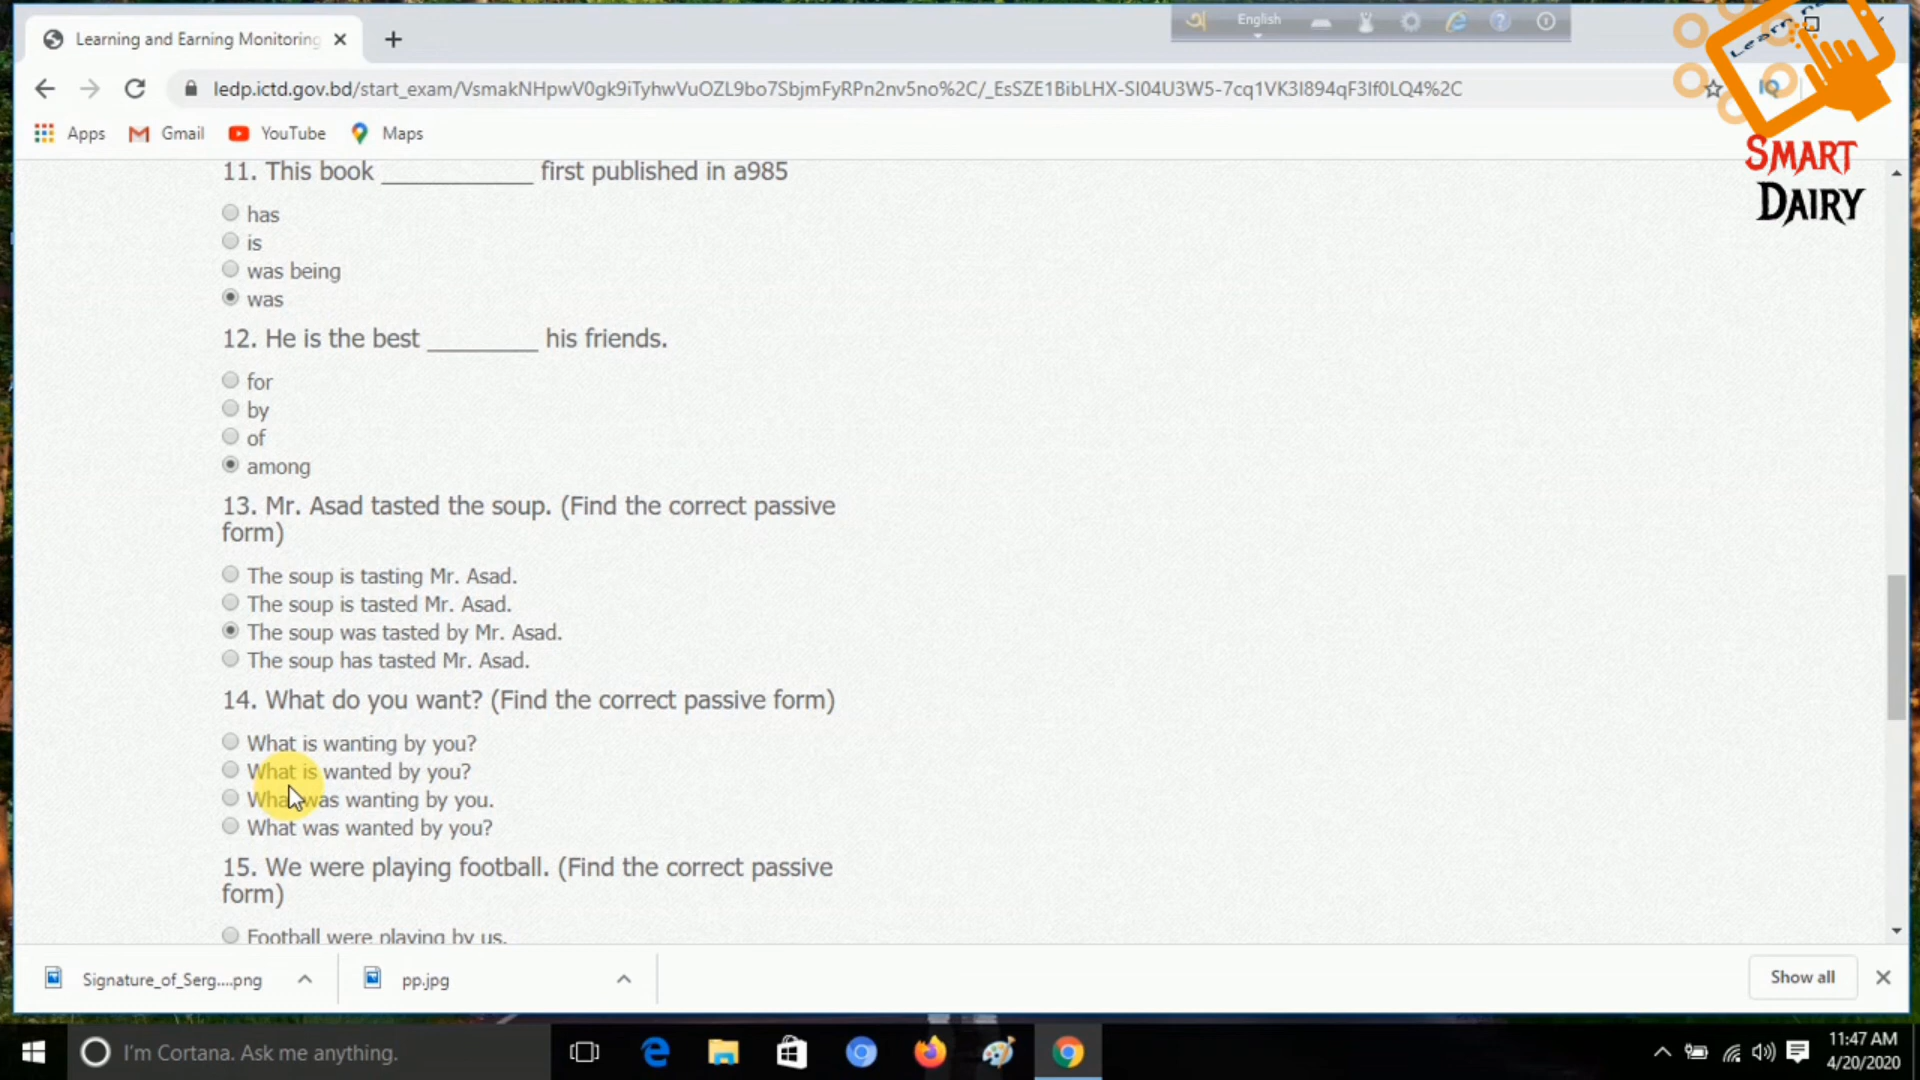 Learning and Earning Monitoring
English
ledp.ictd.gov.bd/start_exam/VsmakNHpwV0gk9iTyhwVuOZL9bo7SbjmFyRPn2nv5no%2C/_EsSZE1BibLHX-SI04U3W5-7cq1VK3I894qF3If0LQ4%2C
Apps Gmail YouTube Maps
SMART
DAIRY
11. This book ___________ first published in a985
has
is
was being
was
12. He is the best ________ his friends.
for
by
of
among
13. Mr. Asad tasted the soup. (Find the correct passive
form)
The soup is tasting Mr. Asad.
The soup is tasted Mr. Asad.
The soup was tasted by Mr. Asad.
The soup has tasted Mr. Asad.
14. What do you want? (Find the correct passive form)
What is wanting by you?
What is wanted by you?
What was wanting by you.
What was wanted by you?
15. We were playing football. (Find the correct passive
form)
Football were playing by us.
Signature_of_Serg....png
pp.jpg
Show all
I'm Cortana. Ask me anything.
11:47 AM
4/20/2020